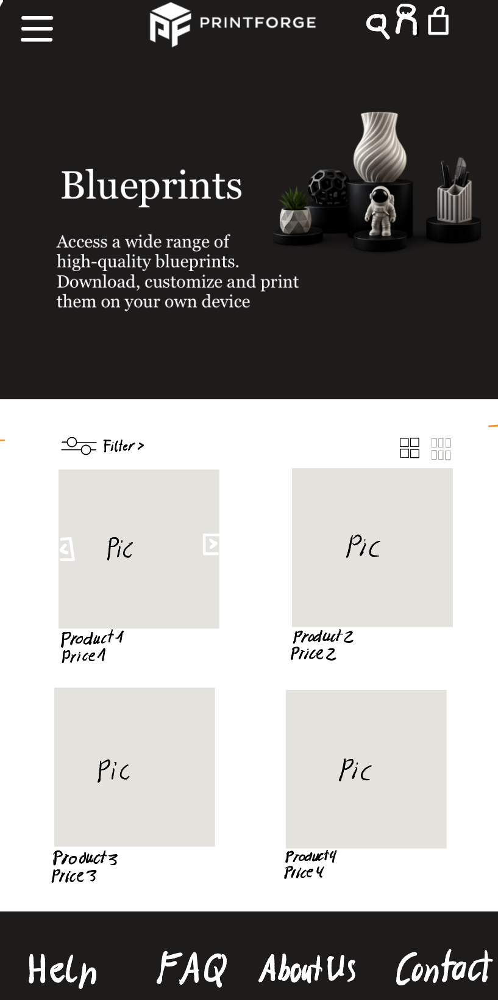 PF PRINTFORGE
Blueprints
Access a wide range of
high-quality blueprints.
Download, customize and print
them on your own device
Filter >
Pic
Pic
Product 1
Price 1
Product 2
Price 2
Pic
Pic
Product 3
Price 3
Product 4
Price 4
Help FAQ About Us Contact